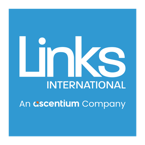 Links
INTERNATIONAL
An ascentium Company